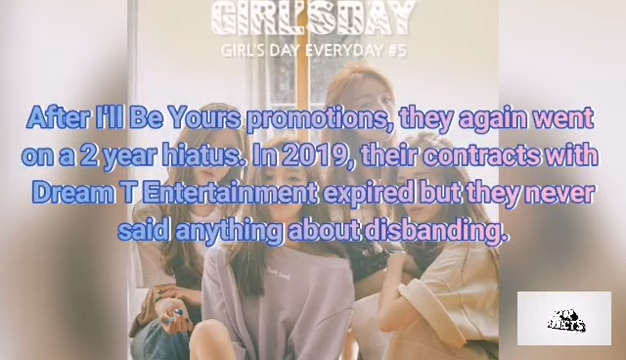 GIRL'SDAY
GIRL'S DAY EVERYDAY #5
After I'll Be Yours promotions, they again went
on a 2 year hiatus. In 2019, their contracts with
Dream T Entertainment expired but they never
said anything about disbanding.